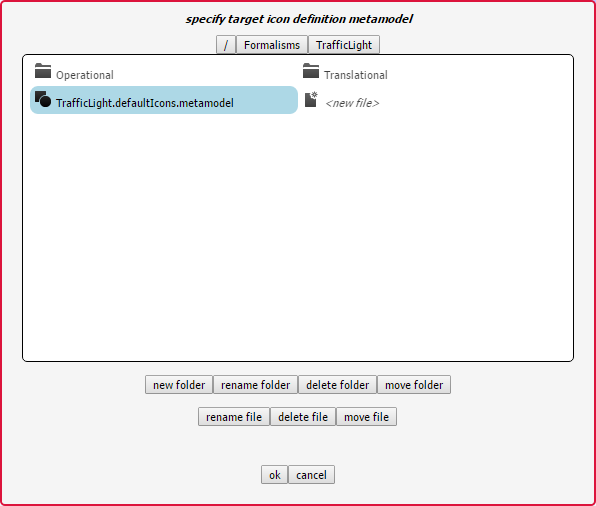 specify target icon definition metamodel
/ Formalisms TrafficLight
Operational Translational
TrafficLight.defaultIcons.metamodel <new file>
new folder rename folder delete folder move folder
rename file delete file move file
ok cancel